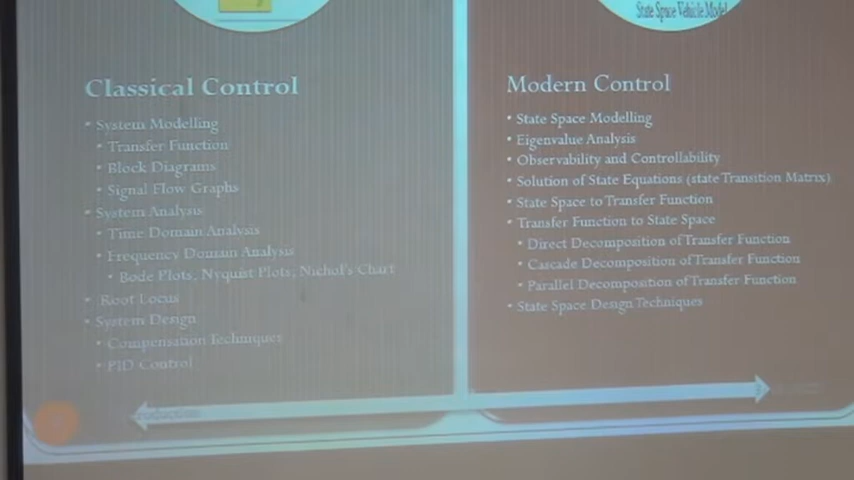 State Space Vehicle Model
Classical Control
• System Modelling
• Transfer Function
• Block Diagrams
• Signal Flow Graphs
• System Analysis
• Time Domain Analysis
• Frequency Domain Analysis
• Bode Plots, Nyquist Plots, Nichol's Chart
• Root Locus
• System Design
• Compensation Techniques
• PID Control
Modern Control
• State Space Modelling
• Eigenvalue Analysis
• Observability and Controllability
• Solution of State Equations (state Transition Matrix)
• State Space to Transfer Function
• Transfer Function to State Space
• Direct Decomposition of Transfer Function
• Cascade Decomposition of Transfer Function
• Parallel Decomposition of Transfer Function
• State Space Design Techniques